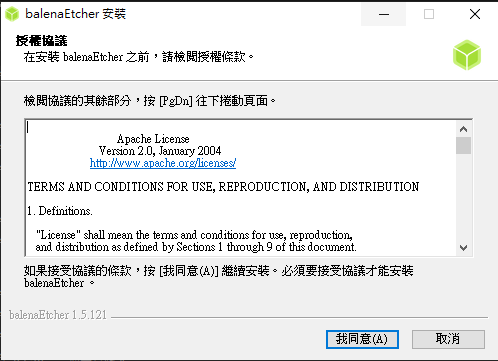 balenaEtcher 安裝
授權協議
在安裝 balenaEtcher 之前，請檢閱授權條款。
檢閱協議的其餘部分，按 [PgDn] 往下捲動頁面。
Apache License
Version 2.0, January 2004
http://www.apache.org/licenses/
TERMS AND CONDITIONS FOR USE, REPRODUCTION, AND DISTRIBUTION
1. Definitions.
"License" shall mean the terms and conditions for use, reproduction,
and distribution as defined by Sections 1 through 9 of this document.
如果接受協議的條款，按 [我同意(A)] 繼續安裝。必須要接受協議才能安裝
balenaEtcher 。
balenaEtcher 1.5.121
我同意(A)
取消